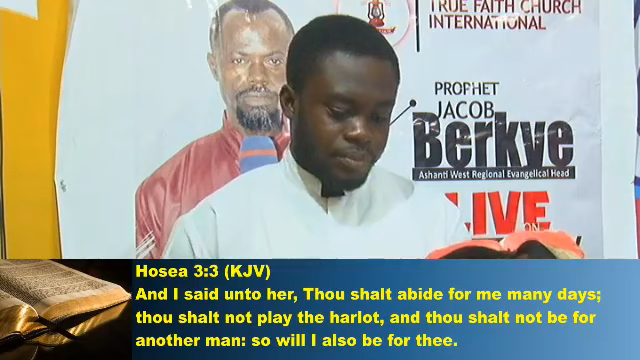 TRUE FAITH CHURCH
INTERNATIONAL
PROPHET
JACOB
Berkye
Ashanti West Regional Evangelical Head
LIVE
ON
Hosea 3:3 (KJV)
And I said unto her, Thou shalt abide for me many days;
thou shalt not play the harlot, and thou shalt not be for
another man: so will I also be for thee.